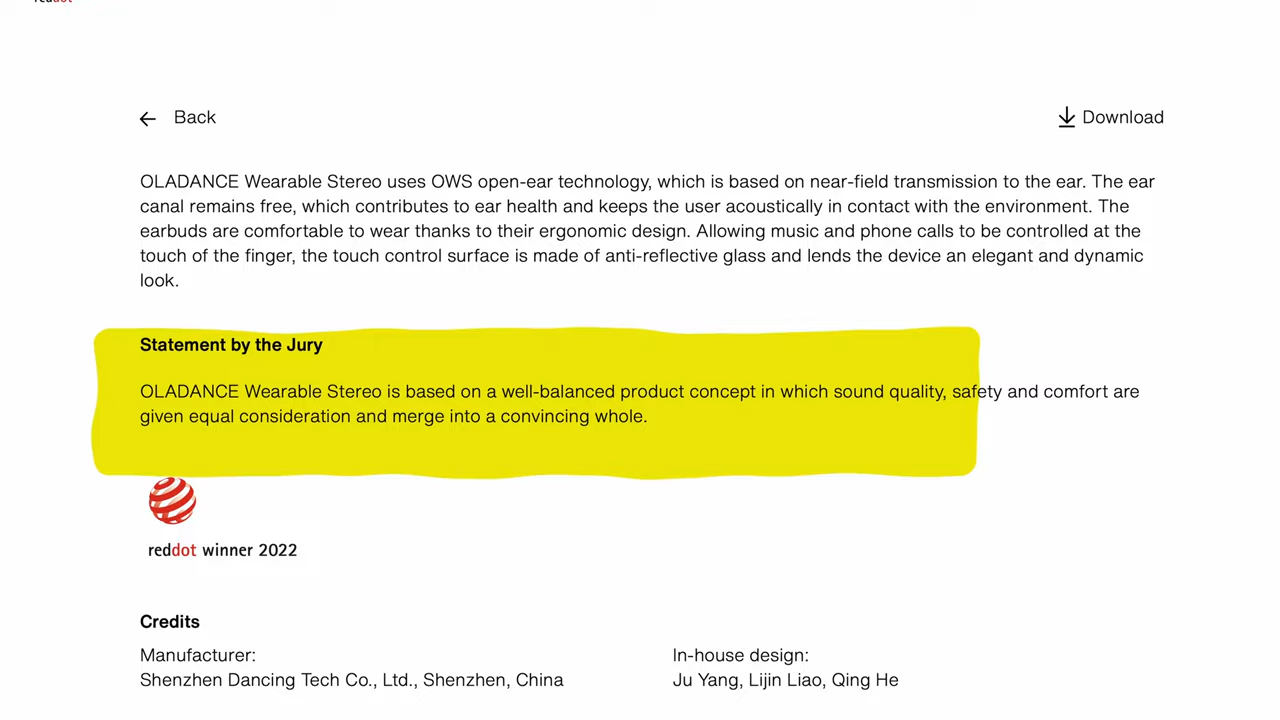 reddot
Back
Download
OLADANCE Wearable Stereo uses OWS open-ear technology, which is based on near-field transmission to the ear. The ear
canal remains free, which contributes to ear health and keeps the user acoustically in contact with the environment. The
earbuds are comfortable to wear thanks to their ergonomic design. Allowing music and phone calls to be controlled at the
touch of the finger, the touch control surface is made of anti-reflective glass and lends the device an elegant and dynamic
look.
Statement by the Jury
OLADANCE Wearable Stereo is based on a well-balanced product concept in which sound quality, safety and comfort are
given equal consideration and merge into a convincing whole.
reddot winner 2022
Credits
Manufacturer:
Shenzhen Dancing Tech Co., Ltd., Shenzhen, China
In-house design:
Ju Yang, Lijin Liao, Qing He